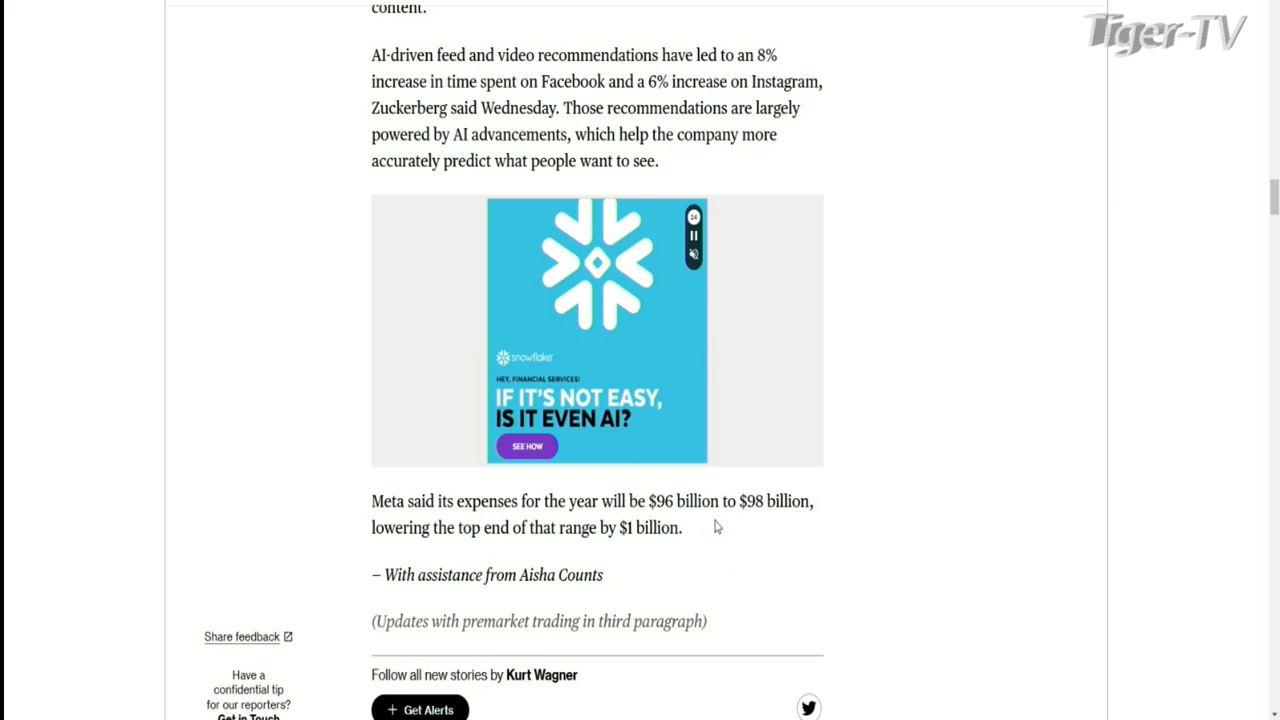 content.
Tiger-TV
AI-driven feed and video recommendations have led to an 8%
increase in time spent on Facebook and a 6% increase on Instagram,
Zuckerberg said Wednesday. Those recommendations are largely
powered by AI advancements, which help the company more
accurately predict what people want to see.
24
snowflake®
HEY, FINANCIAL SERVICES!
IF IT'S NOT EASY,
IS IT EVEN AI?
SEE HOW
Meta said its expenses for the year will be $96 billion to $98 billion,
lowering the top end of that range by $1 billion.
– With assistance from Aisha Counts
(Updates with premarket trading in third paragraph)
Share feedback
Have a
confidential tip
for our reporters?
Get in Touch
Follow all new stories by Kurt Wagner
+ Get Alerts